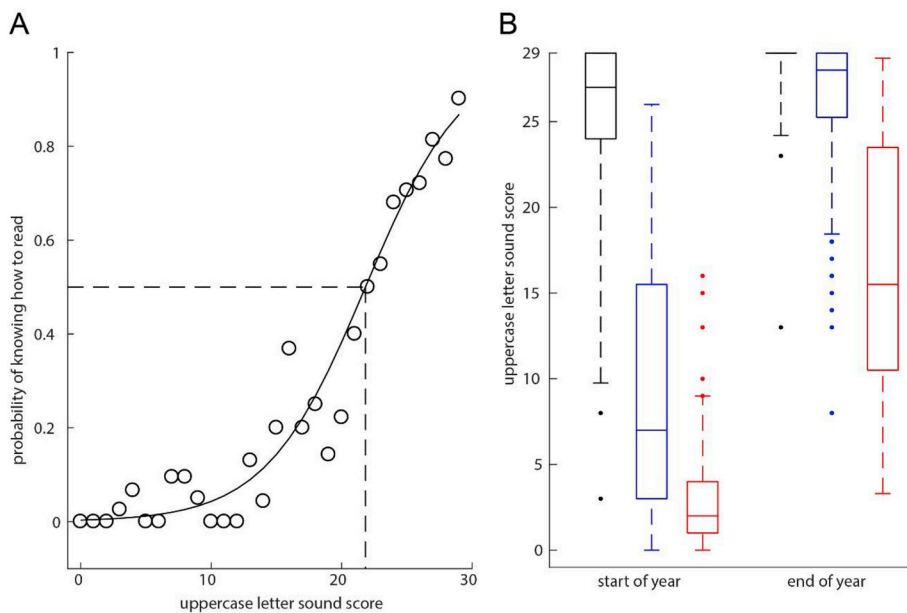 A
1
0.8
0.6
0.4
0.2
0
0
10
20
30
probability of knowing how to read
uppercase letter sound score
B
29
25
20
15
10
5
0
uppercase letter sound score
start of year
end of year